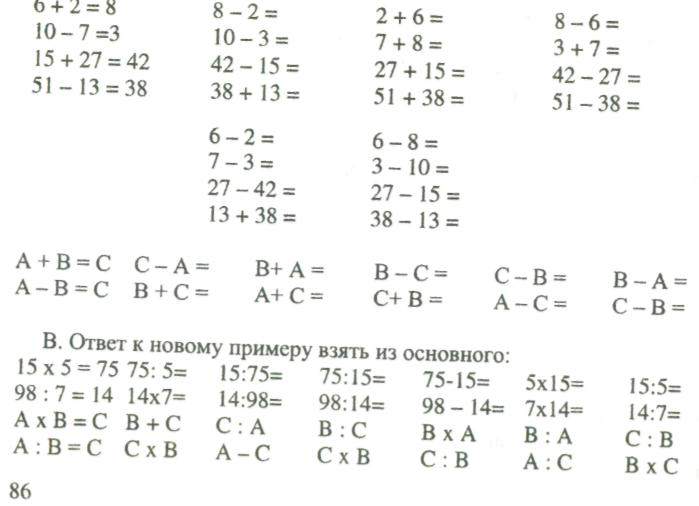 6 + 2 = 8 8 – 2 = 2 + 6 = 8 – 6 =
10 – 7 =3 10 – 3 = 7 + 8 = 3 + 7 =
15 + 27 = 42 42 – 15 = 27 + 15 = 42 – 27 =
51 – 13 = 38 38 + 13 = 51 + 38 = 51 – 38 =
6 – 2 = 6 – 8 =
7 – 3 = 3 – 10 =
27 – 42 = 27 – 15 =
13 + 38 = 38 – 13 =
А + В = С С – А = В+ А = В – С = С – В = В – А =
А – В = С В + С = А+ С = С+ В = А – С = С – В =
В. Ответ к новому примеру взять из основного:
15 х 5 = 75 75: 5= 15:75= 75:15= 75-15= 5х15= 15:5=
98 : 7 = 14 14х7= 14:98= 98:14= 98 – 14= 7х14= 14:7=
А х В = С В + С С : А В : С В х А В : А С : В
А : В = С С х В А – С С х В С : В А : С В х С
86